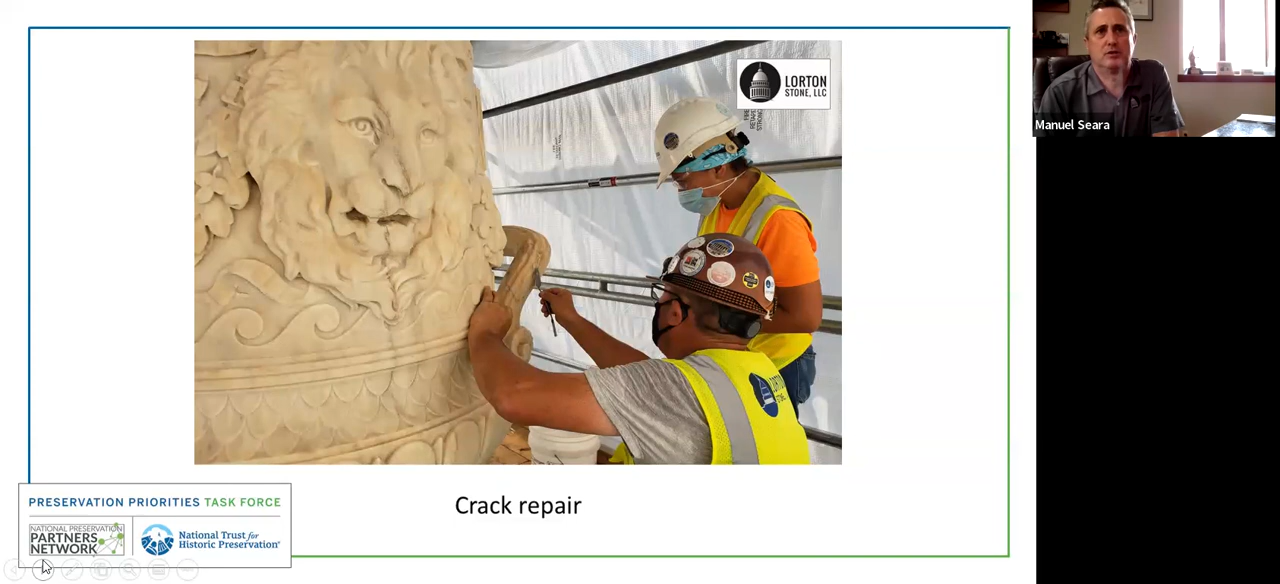 LORTON
STONE, LLC
LORTON
Manuel Seara
Crack repair
PRESERVATION PRIORITIES TASK FORCE
NATIONAL PRESERVATION
PARTNERS
NETWORK
National Trust for
Historic Preservation®